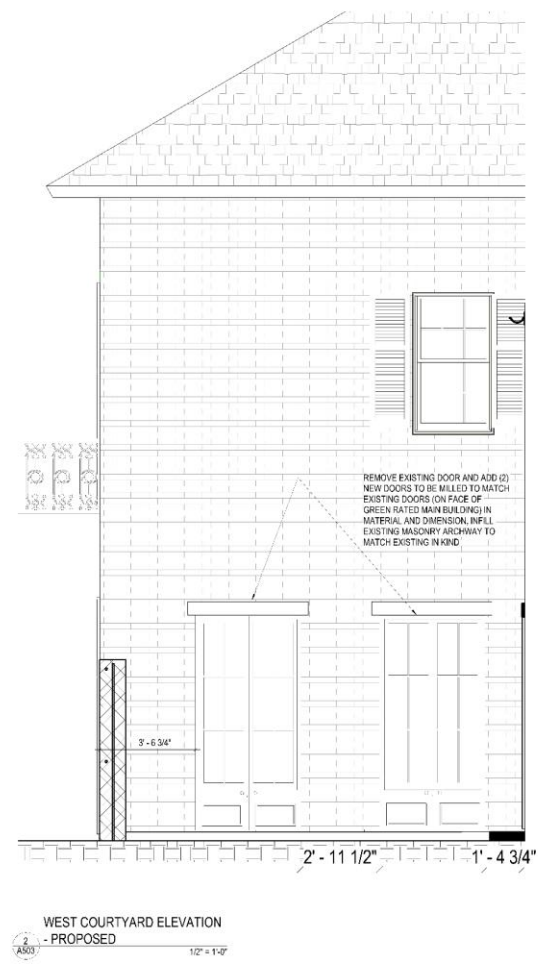 REMOVE EXISTING DOOR AND ADD (2)
NEW DOORS TO BE MILLED TO MATCH
EXISTING DOORS (ON FACE OF
GREEN RATED MAIN BUILDING) IN
MATERIAL AND DIMENSION, INFILL
EXISTING MASONRY ARCHWAY TO
MATCH EXISTING IN KIND
3' - 6 3/4"
2' - 11 1/2"
1' - 4 3/4"
WEST COURTYARD ELEVATION
- PROPOSED
2
A503
1/2" = 1'-0"